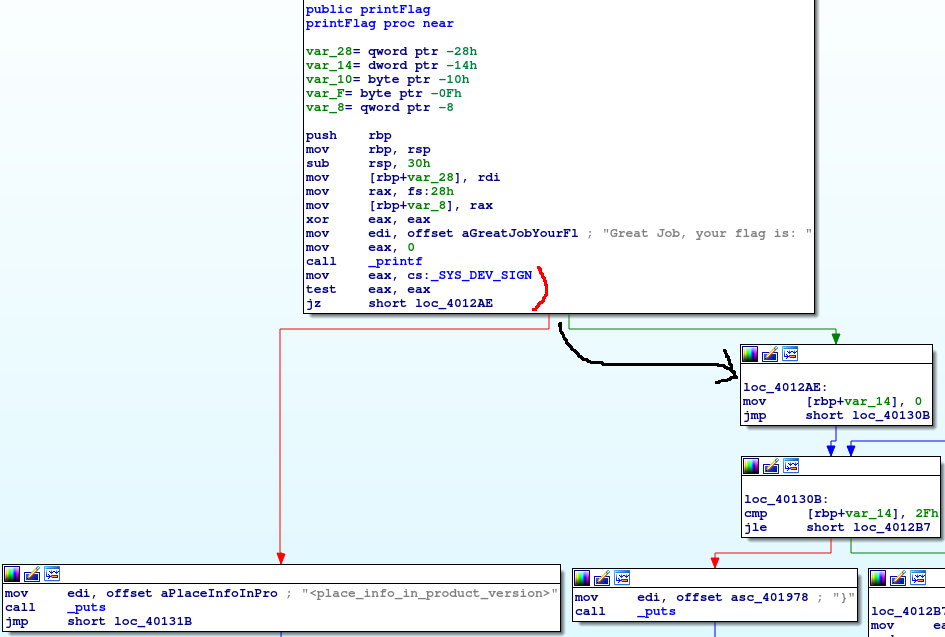 public printFlag
printFlag proc near
var_28= qword ptr -28h
var_14= dword ptr -14h
var_10= byte ptr -10h
var_F= byte ptr -0Fh
var_8= qword ptr -8
push    rbp
mov     rbp, rsp
sub     rsp, 30h
mov     [rbp+var_28], rdi
mov     rax, fs:28h
mov     [rbp+var_8], rax
xor     eax, eax
mov     edi, offset aGreatJobYourFl ; "Great Job, your flag is: "
mov     eax, 0
call    _printf
mov     eax, cs:_SYS_DEV_SIGN
test    eax, eax
jz      short loc_4012AE
loc_4012AE:
mov     [rbp+var_14], 0
jmp     short loc_40130B
loc_40130B:
cmp     [rbp+var_14], 2Fh
jle     short loc_4012B7
mov     edi, offset aPlaceInfoInPro ; "<place_info_in_product_version>"
call    _puts
jmp     short loc_40131B
mov     edi, offset asc_401978 ; "}"
call    _puts
loc_4012B7
mov